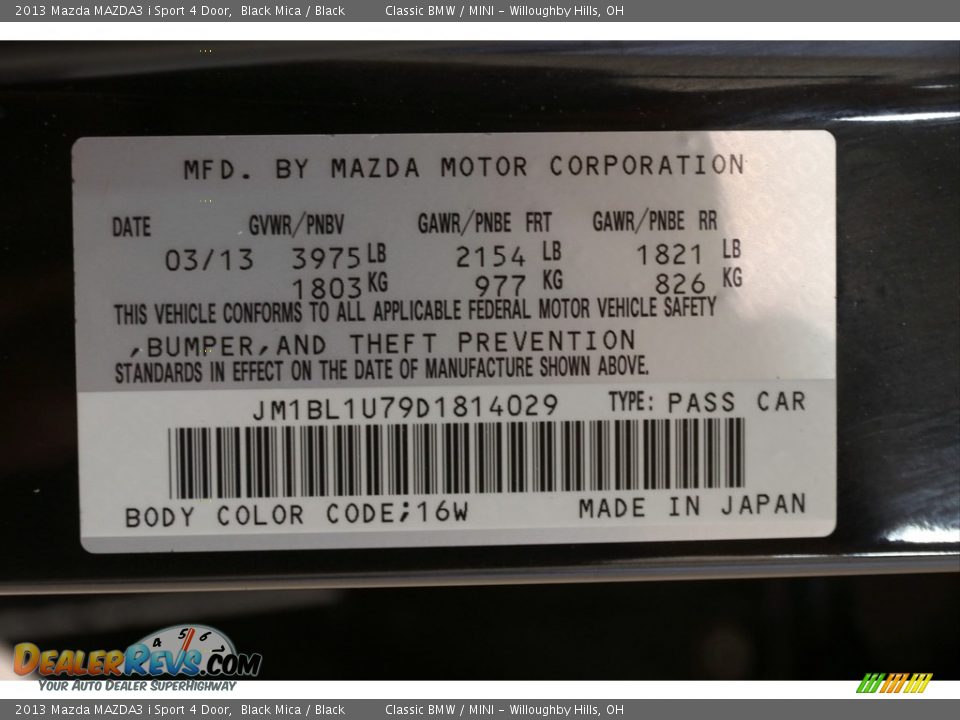 2013 Mazda MAZDA3 i Sport 4 Door, Black Mica / Black Classic BMW / MINI - Willoughby Hills, OH
MFD. BY MAZDA MOTOR CORPORATION
DATE GVWR/PNBV GAWR/PNBE FRT GAWR/PNBE RR
03/13 3975 LB 2154 LB 1821 LB
1803 KG 977 KG 826 KG
THIS VEHICLE CONFORMS TO ALL APPLICABLE FEDERAL MOTOR VEHICLE SAFETY
,BUMPER,AND THEFT PREVENTION
STANDARDS IN EFFECT ON THE DATE OF MANUFACTURE SHOWN ABOVE.
JM1BL1U79D1814029 TYPE: PASS CAR
BODY COLOR CODE;16W MADE IN JAPAN
4 5 6
DEALERREVS.COM
YOUR AUTO DEALER SUPERHIGHWAY
2013 Mazda MAZDA3 i Sport 4 Door, Black Mica / Black Classic BMW / MINI - Willoughby Hills, OH